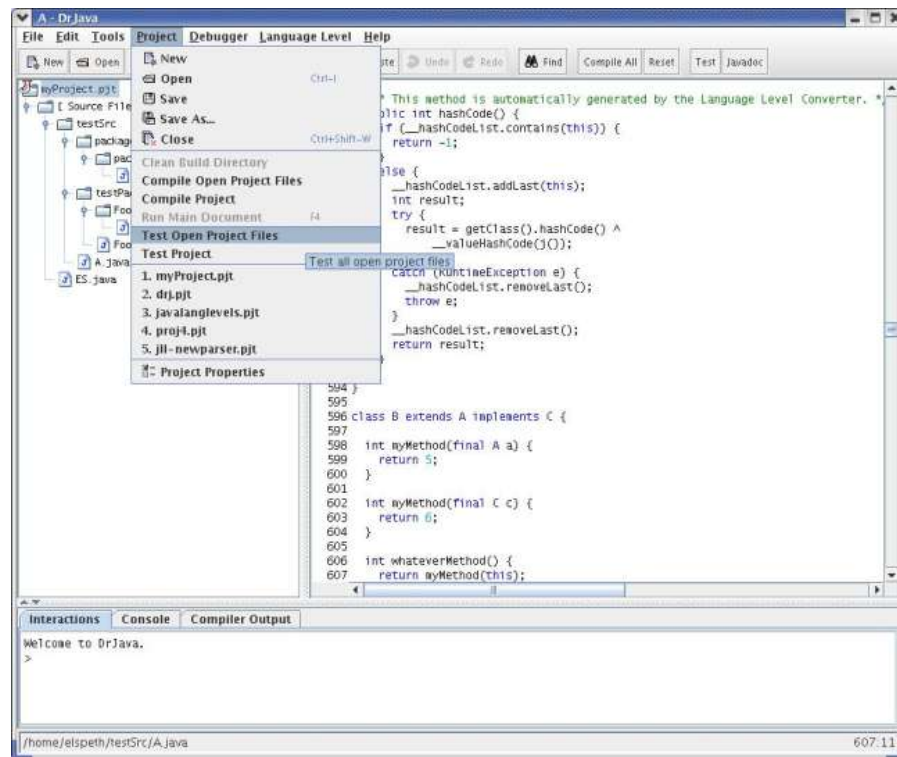 A - DrJava
File Edit Tools Project Debugger Language Level Help
New Open Undo Redo Find Compile All Reset Test Javadoc
New
Open Ctrl-I
Save
Save As...
Close Ctrl+Shift-W
Clean Build Directory
Compile Open Project Files
Compile Project
Run Main Document F4
Test Open Project Files
Test Project
Test all open project files
1. myProject.pjt
2. drj.pjt
3. javalanglevels.pjt
4. proj4.pjt
5. jll-newparser.pjt
Project Properties
myProject.pjt
[ Source File
testSrc
packag
pac
testPa
Foo
Foo
A.java
ES.java
* This method is automatically generated by the Language Level Converter. *
int hashCode() {
if (__hashCodeList.contains(this)) {
return -1;
}
else {
__hashCodeList.addLast(this);
int result;
try {
result = getClass().hashCode() ^
__valueHashCode(j());
catch (RuntimeException e) {
__hashCodeList.removeLast();
throw e;
}
__hashCodeList.removeLast();
return result;
594 }
595
596 class B extends A implements C {
597
598 int myMethod(final A a) {
599 return 5;
600 }
601
602 int myMethod(final C c) {
603 return 6;
604 }
605
606 int whateverMethod() {
607 return myMethod(this);
Interactions Console Compiler Output
Welcome to DrJava.
>
/home/elspeth/testSrc/A.java 607:11